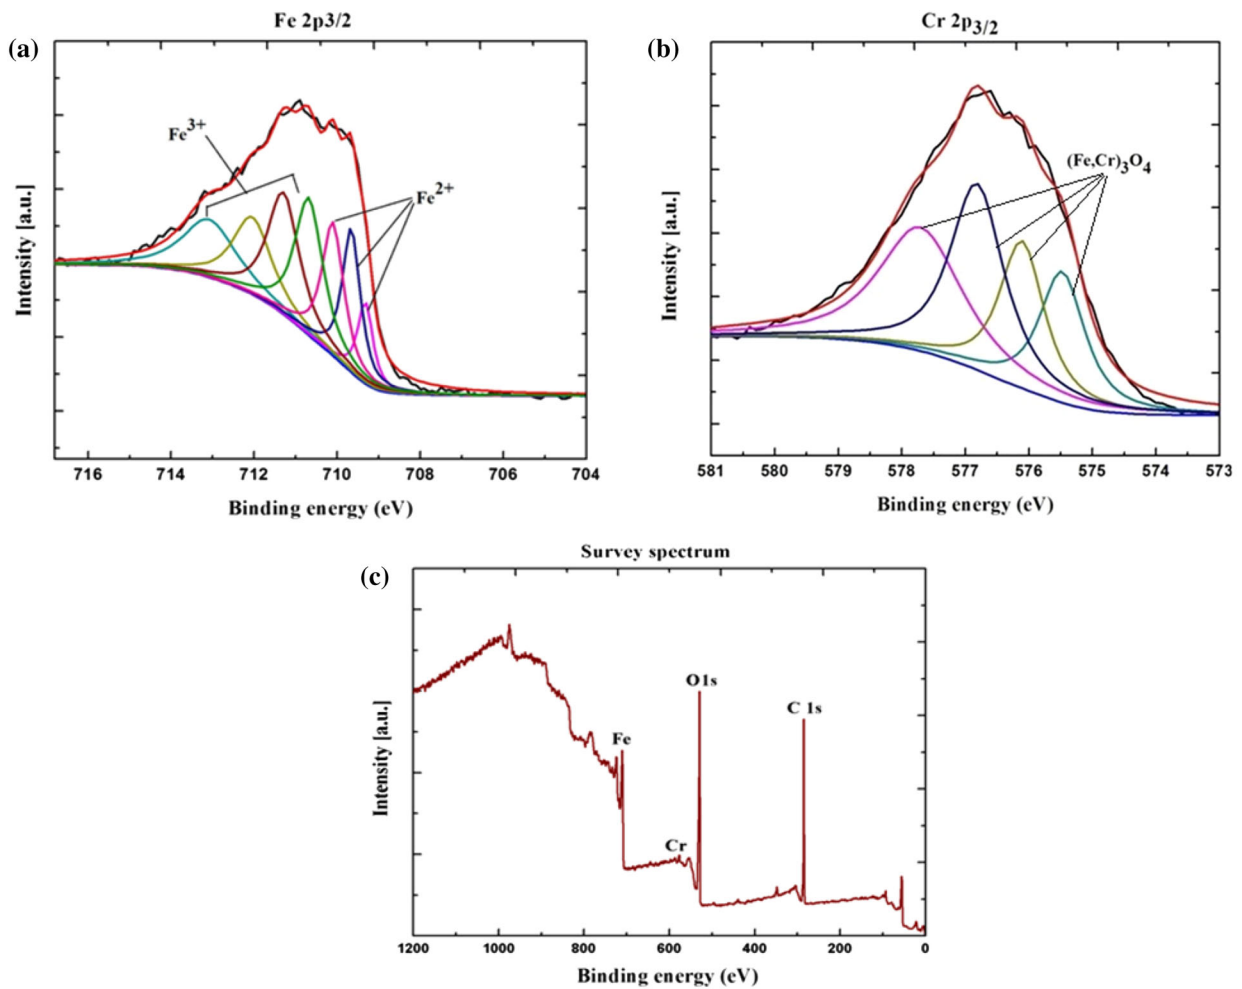 Fe 2p3/2
(a)
Fe3+
Fe2+
Intensity [a.u.]
716 714 712 710 708 706 704
Binding energy (eV)
Cr 2p3/2
(b)
(Fe,Cr)3O4
Intensity [a.u.]
581 580 579 578 577 576 575 574 573
Binding energy (eV)
Survey spectrum
(c)
O1s
C 1s
Fe
Cr
Intensity [a.u.]
1200 1000 800 600 400 200 0
Binding energy (eV)